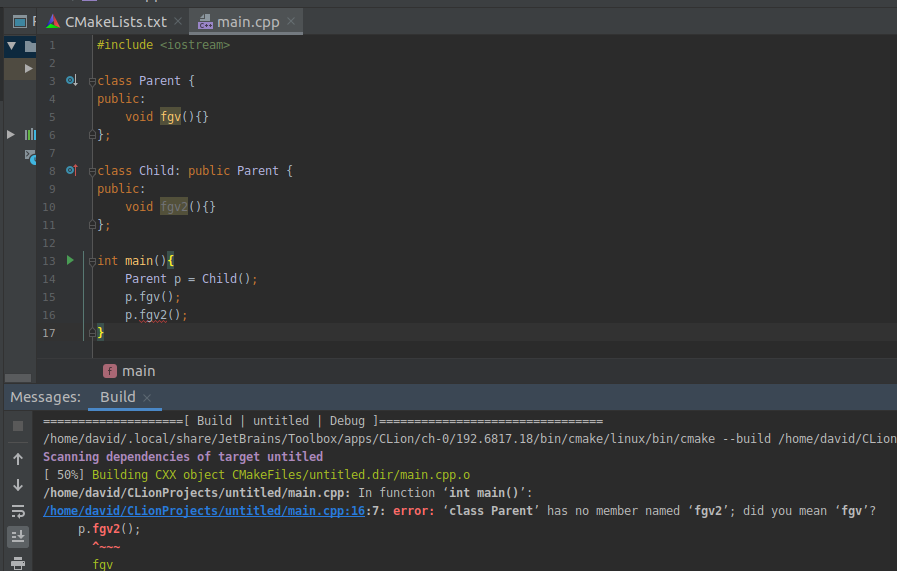 CMakeLists.txt × main.cpp ×
1 #include <iostream>
2
3 class Parent {
4 public:
5 void fgv(){}
6 };
7
8 class Child: public Parent {
9 public:
10 void fgv2(){}
11 };
12
13 int main(){
14 Parent p = Child();
15 p.fgv();
16 p.fgv2();
17 }
f main
Messages: Build ×
===================[ Build | untitled | Debug ]==============================
/home/david/.local/share/JetBrains/Toolbox/apps/CLion/ch-0/192.6817.18/bin/cmake/linux/bin/cmake --build /home/david/CLion
Scanning dependencies of target untitled
[ 50%] Building CXX object CMakeFiles/untitled.dir/main.cpp.o
/home/david/CLionProjects/untitled/main.cpp: In function ‘int main()’:
/home/david/CLionProjects/untitled/main.cpp:16:7: error: ‘class Parent’ has no member named ‘fgv2’; did you mean ‘fgv’?
p.fgv2();
^~~~
fgv